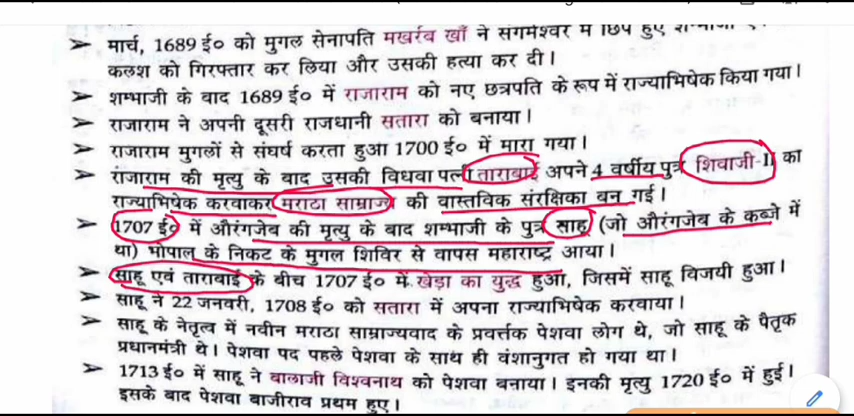 ➢ मार्च, 1689 ई० को मुगल सेनापति मखर्रब खाँ ने संगमेश्वर में छिपे हुए
कलश को गिरफ्तार कर लिया और उसकी हत्या कर दी।
➢ शम्भाजी के बाद 1689 ई० में राजाराम को नए छत्रपति के रूप में राज्याभिषेक किया गया।
➢ राजाराम ने अपनी दूसरी राजधानी सतारा को बनाया।
➢ राजाराम मुगलों से संघर्ष करता हुआ 1700 ई० में मारा गया।
➢ राजाराम की मृत्यु के बाद उसकी विधवा पत्नी ताराबाई अपने 4 वर्षीय पुत्र शिवाजी-II का
राज्याभिषेक करवाकर मराठा साम्राज्य की वास्तविक संरक्षिका बन गई।
➢ 1707 ई० में औरंगजेब की मृत्यु के बाद शम्भाजी के पुत्र साहू (जो औरंगजेब के कब्जे में
था) भोपाल के निकट के मुगल शिविर से वापस महाराष्ट्र आया।
➢ साहू एवं ताराबाई के बीच 1707 ई० में खेड़ा का युद्ध हुआ, जिसमें साहू विजयी हुआ।
➢ साहू ने 22 जनवरी, 1708 ई० को सतारा में अपना राज्याभिषेक करवाया।
➢ साहू के नेतृत्व में नवीन मराठा साम्राज्यवाद के प्रवर्त्तक पेशवा लोग थे, जो साहू के पैतृक
प्रधानमंत्री थे। पेशवा पद पहले पेशवा के साथ ही वंशानुगत हो गया था।
➢ 1713 ई० में साहू ने बालाजी विश्वनाथ को पेशवा बनाया। इनकी मृत्यु 1720 ई० में हुई।
इसके बाद पेशवा बाजीराव प्रथम हुए।